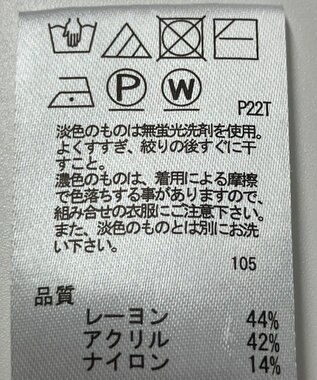 P W
P22T
淡色のものは無蛍光洗剤を使用。
よくすすぎ、絞りの後すぐに干
すこと。
濃色のものは、着用による摩擦
で色落ちする事がありますので、
組み合せの衣服にご注意下さい。
また、淡色のものとは別にお洗
い下さい。
105
品質
レーヨン 44%
アクリル 42%
ナイロン 14%